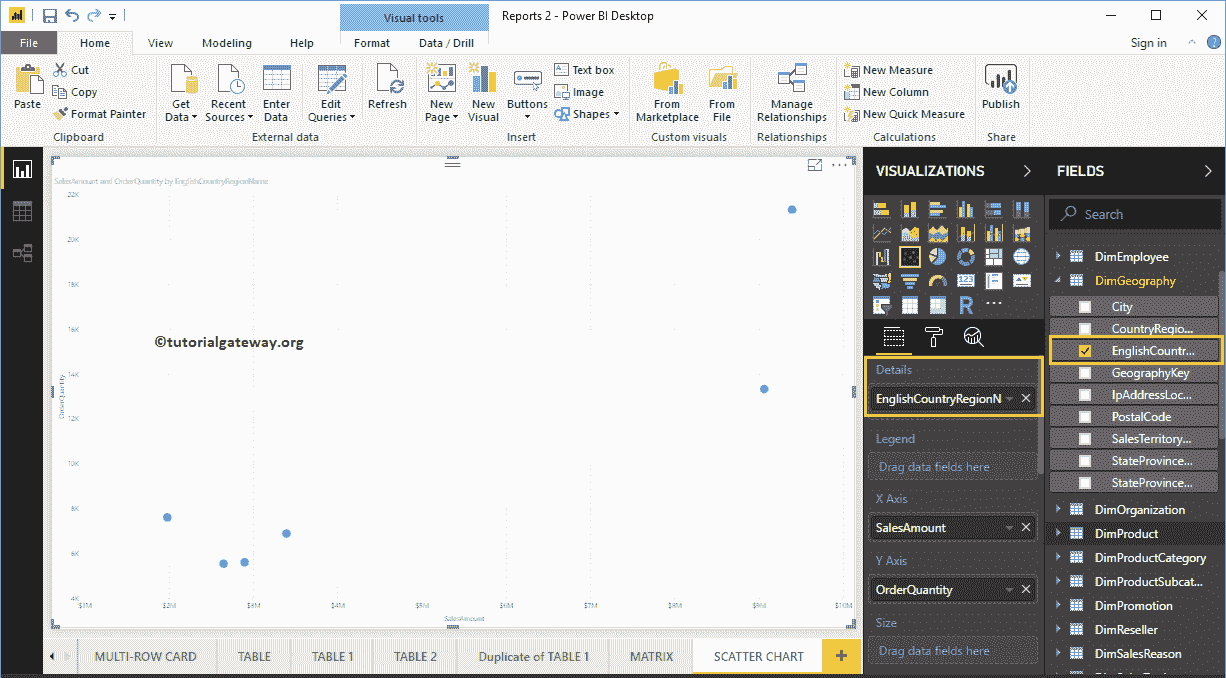 Visual tools
Reports 2 - Power BI Desktop
File
Home
View
Modeling
Help
Format
Data / Drill
Sign in
Paste
Cut
Copy
Format Painter
Clipboard
Get Data
Recent Sources
Enter Data
Edit Queries
External data
Refresh
New Page
New Visual
Buttons
Text box
Image
Shapes
Insert
From Marketplace
From File
Custom visuals
Manage Relationships
Relationships
New Measure
New Column
New Quick Measure
Calculations
Publish
Share
SalesAmount and OrderQuantity by EnglishCountryRegionName
22K
20K
18K
16K
14K
12K
10K
8K
6K
4K
OrderQuantity
©tutorialgateway.org
$1M
$2M
$3M
$4M
$5M
$6M
$7M
$8M
$9M
$10M
SalesAmount
MULTI-ROW CARD
TABLE
TABLE 1
TABLE 2
Duplicate of TABLE 1
MATRIX
SCATTER CHART
+
VISUALIZATIONS
123
R
Details
EnglishCountryRegionN
Legend
Drag data fields here
X Axis
SalesAmount
Y Axis
OrderQuantity
Size
Drag data fields here
FIELDS
Search
DimEmployee
DimGeography
City
CountryRegio...
EnglishCountr...
GeographyKey
IpAddressLoc...
PostalCode
SalesTerritory...
StateProvince...
StateProvince...
DimOrganization
DimProduct
DimProductCategory
DimProductSubcat...
DimPromotion
DimReseller
DimSalesReason